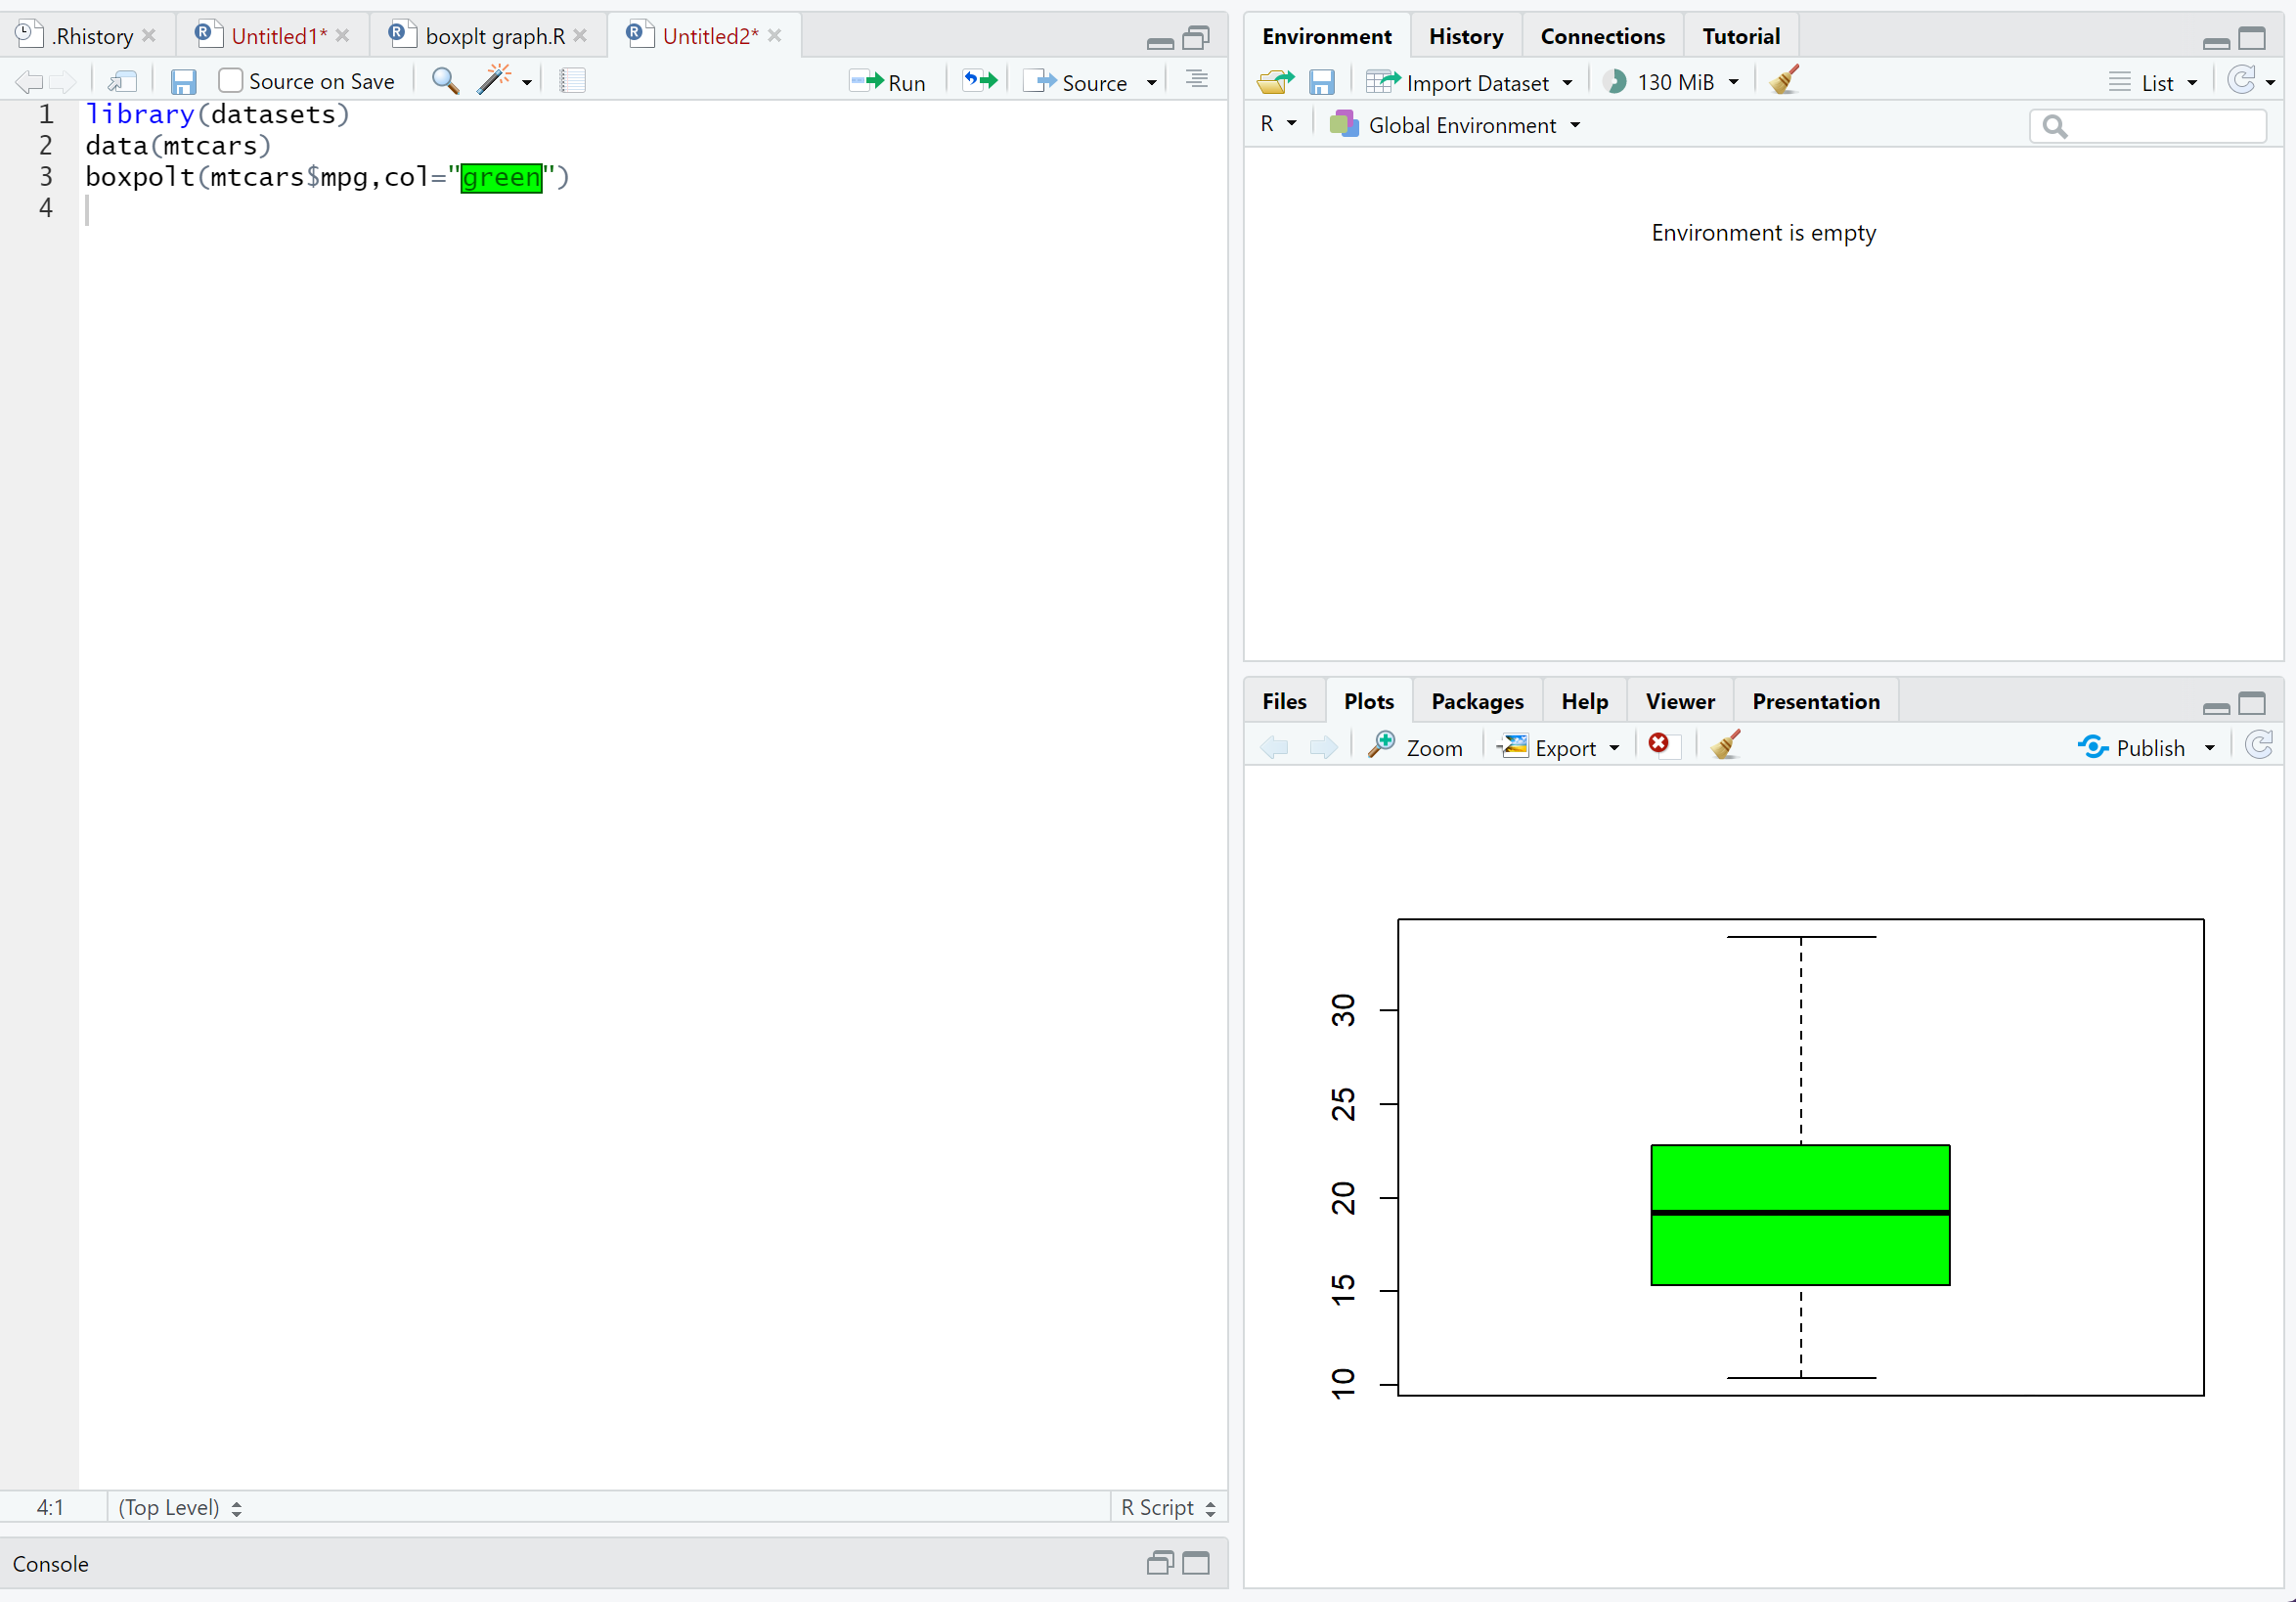 .Rhistory Untitled1* boxplt graph.R Untitled2*
Source on Save Run Source
1 library(datasets)
2 data(mtcars)
3 boxpolt(mtcars$mpg,col="green")
4
4:1 (Top Level) R Script
Console
Environment History Connections Tutorial
Import Dataset 130 MiB List
R Global Environment
Environment is empty
Files Plots Packages Help Viewer Presentation
Zoom Export Publish
30
25
20
15
10